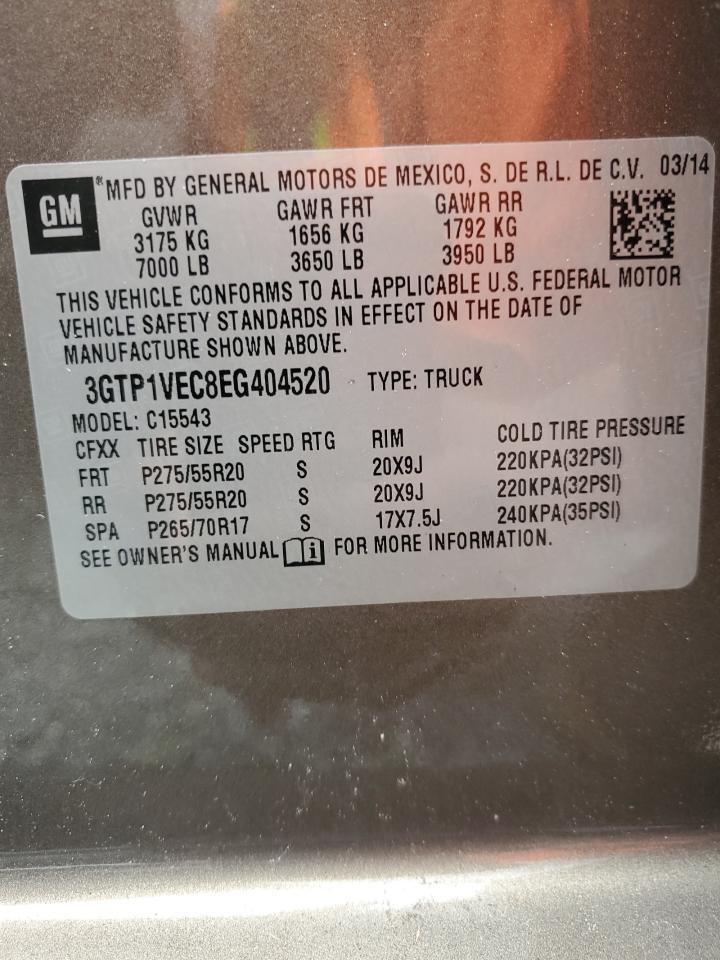 GM ®MFD BY GENERAL MOTORS DE MEXICO, S. DE R.L. DE C.V. 03/14
GVWR GAWR FRT GAWR RR
3175 KG 1656 KG 1792 KG
7000 LB 3650 LB 3950 LB
THIS VEHICLE CONFORMS TO ALL APPLICABLE U.S. FEDERAL MOTOR
VEHICLE SAFETY STANDARDS IN EFFECT ON THE DATE OF
MANUFACTURE SHOWN ABOVE.
3GTP1VEC8EG404520 TYPE: TRUCK
MODEL: C15543
CFXX TIRE SIZE SPEED RTG RIM COLD TIRE PRESSURE
FRT P275/55R20 S 20X9J 220KPA(32PSI)
RR P275/55R20 S 20X9J 220KPA(32PSI)
SPA P265/70R17 S 17X7.5J 240KPA(35PSI)
SEE OWNER'S MANUAL i FOR MORE INFORMATION.